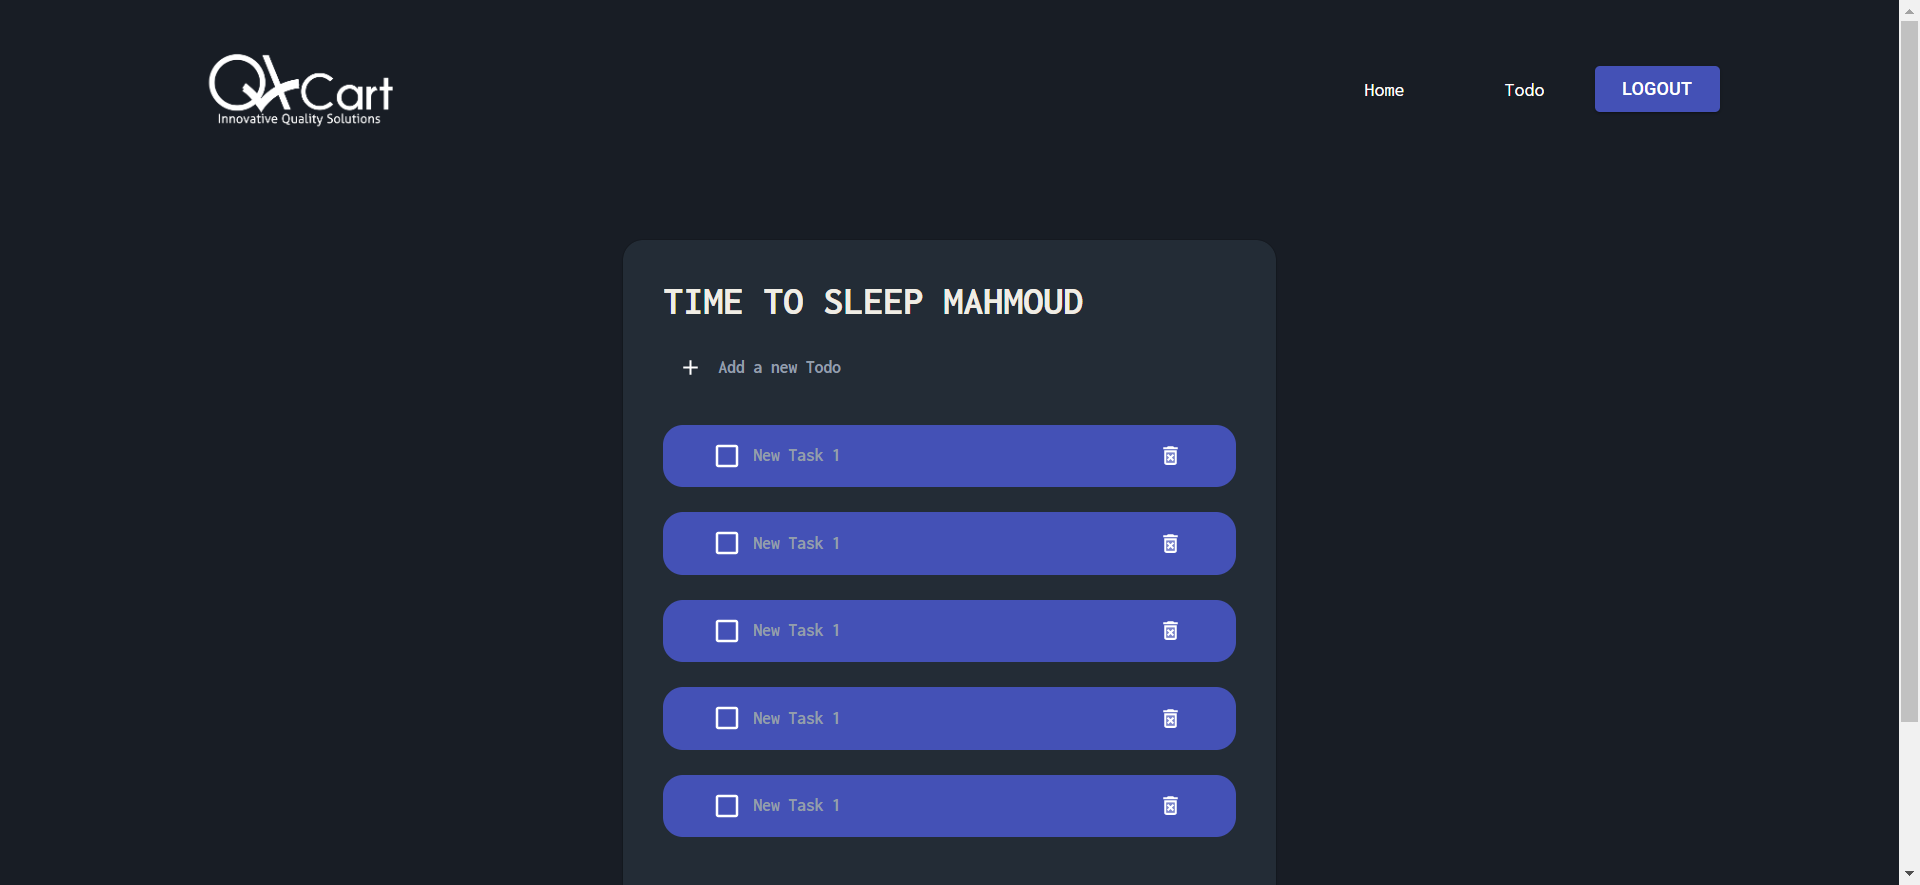 QACart
Innovative Quality Solutions
Home
Todo
LOGOUT
TIME TO SLEEP MAHMOUD
Add a new Todo
New Task 1
New Task 1
New Task 1
New Task 1
New Task 1